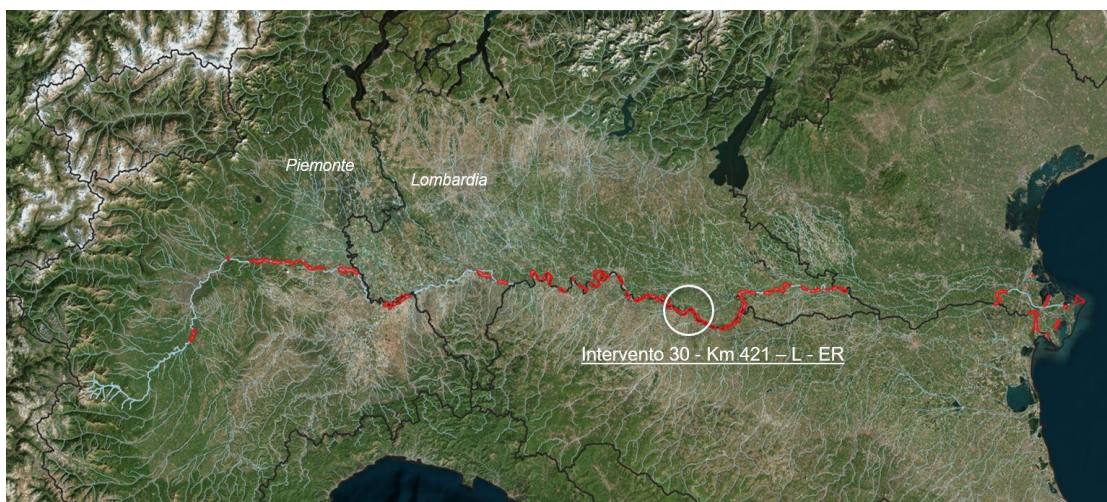 Piemonte
Lombardia
Intervento 30 - Km 421 – L - ER